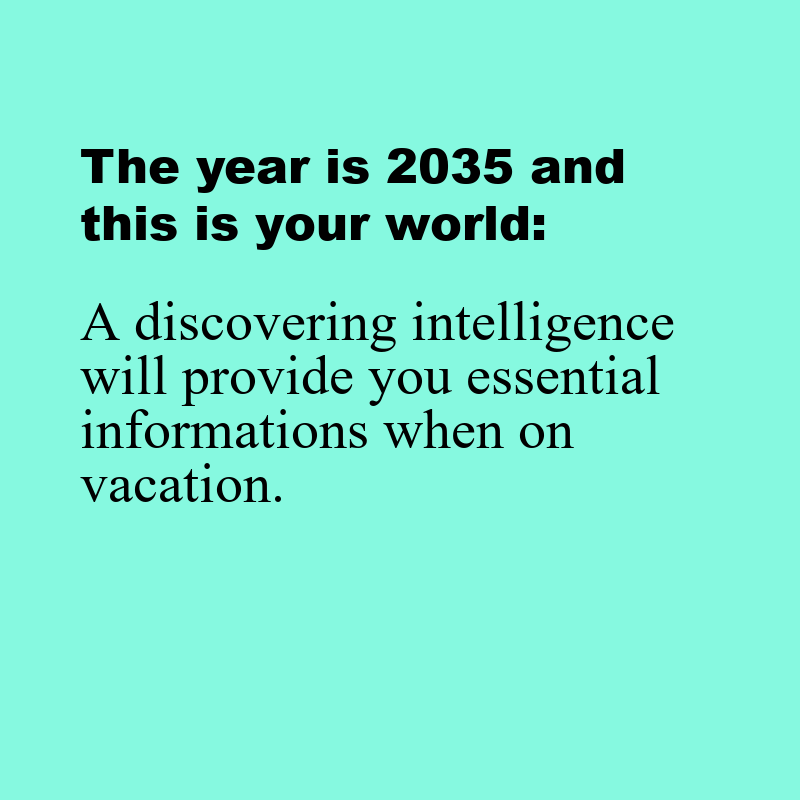 The year is 2035 and
this is your world:
A discovering intelligence
will provide you essential
informations when on
vacation.